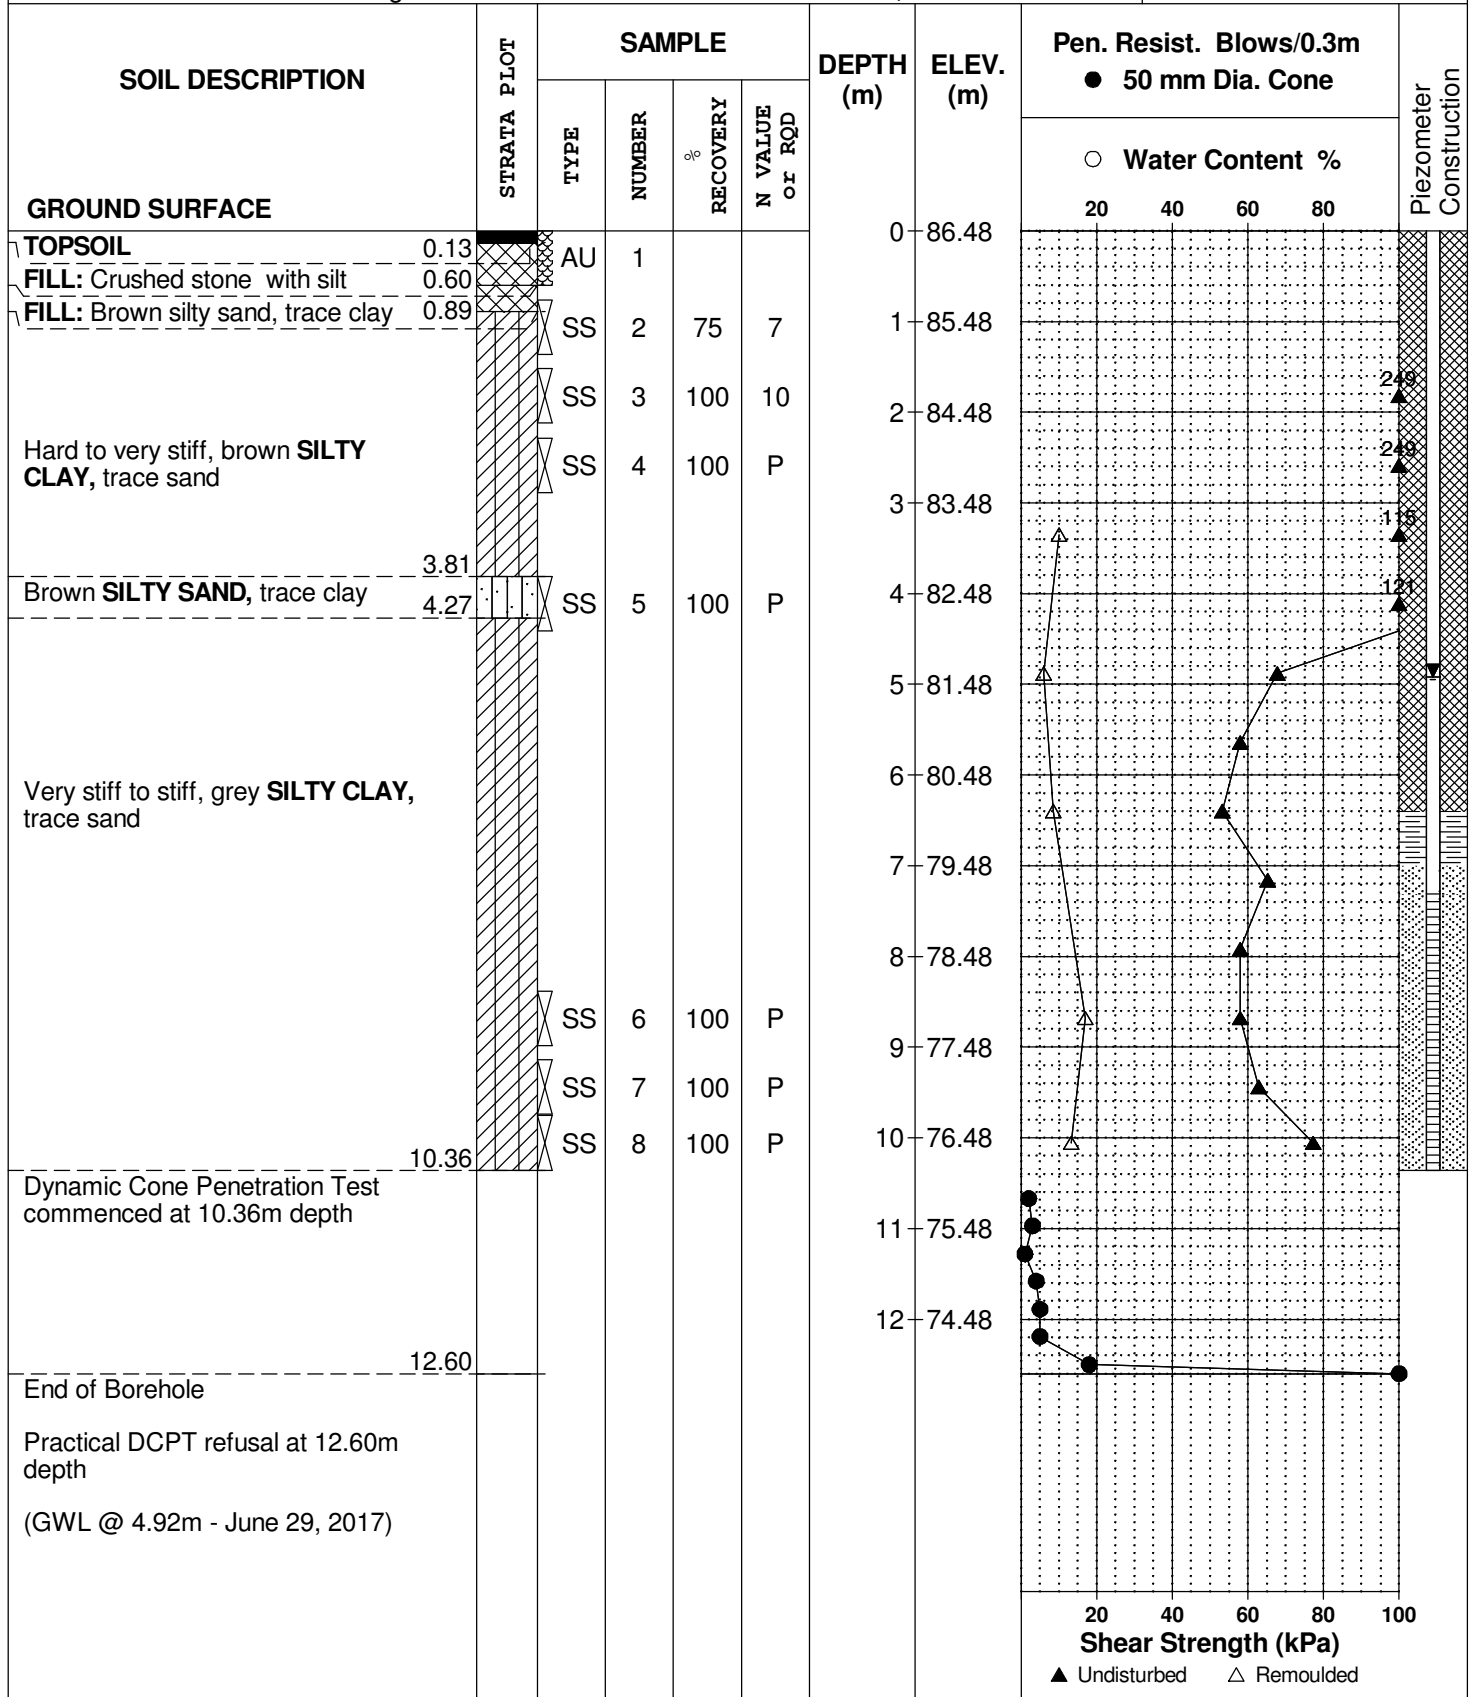 SOIL DESCRIPTION
GROUND SURFACE
STRATA PLOT
SAMPLE
TYPE
NUMBER
% RECOVERY
N VALUE or RQD
DEPTH (m)
ELEV. (m)
Pen. Resist. Blows/0.3m
● 50 mm Dia. Cone
○ Water Content %
20 40 60 80
Piezometer Construction
TOPSOIL 0.13
FILL: Crushed stone with silt 0.60
FILL: Brown silty sand, trace clay 0.89
Hard to very stiff, brown SILTY
CLAY, trace sand
3.81
Brown SILTY SAND, trace clay
4.27
Very stiff to stiff, grey SILTY CLAY,
trace sand
10.36
Dynamic Cone Penetration Test
commenced at 10.36m depth
12.60
End of Borehole
Practical DCPT refusal at 12.60m
depth
(GWL @ 4.92m - June 29, 2017)
AU 1
SS 2 75 7
SS 3 100 10
SS 4 100 P
SS 5 100 P
SS 6 100 P
SS 7 100 P
SS 8 100 P
0 86.48
1 85.48
2 84.48
3 83.48
4 82.48
5 81.48
6 80.48
7 79.48
8 78.48
9 77.48
10 76.48
11 75.48
12 74.48
249
249
115
121
20 40 60 80 100
Shear Strength (kPa)
▲ Undisturbed △ Remoulded